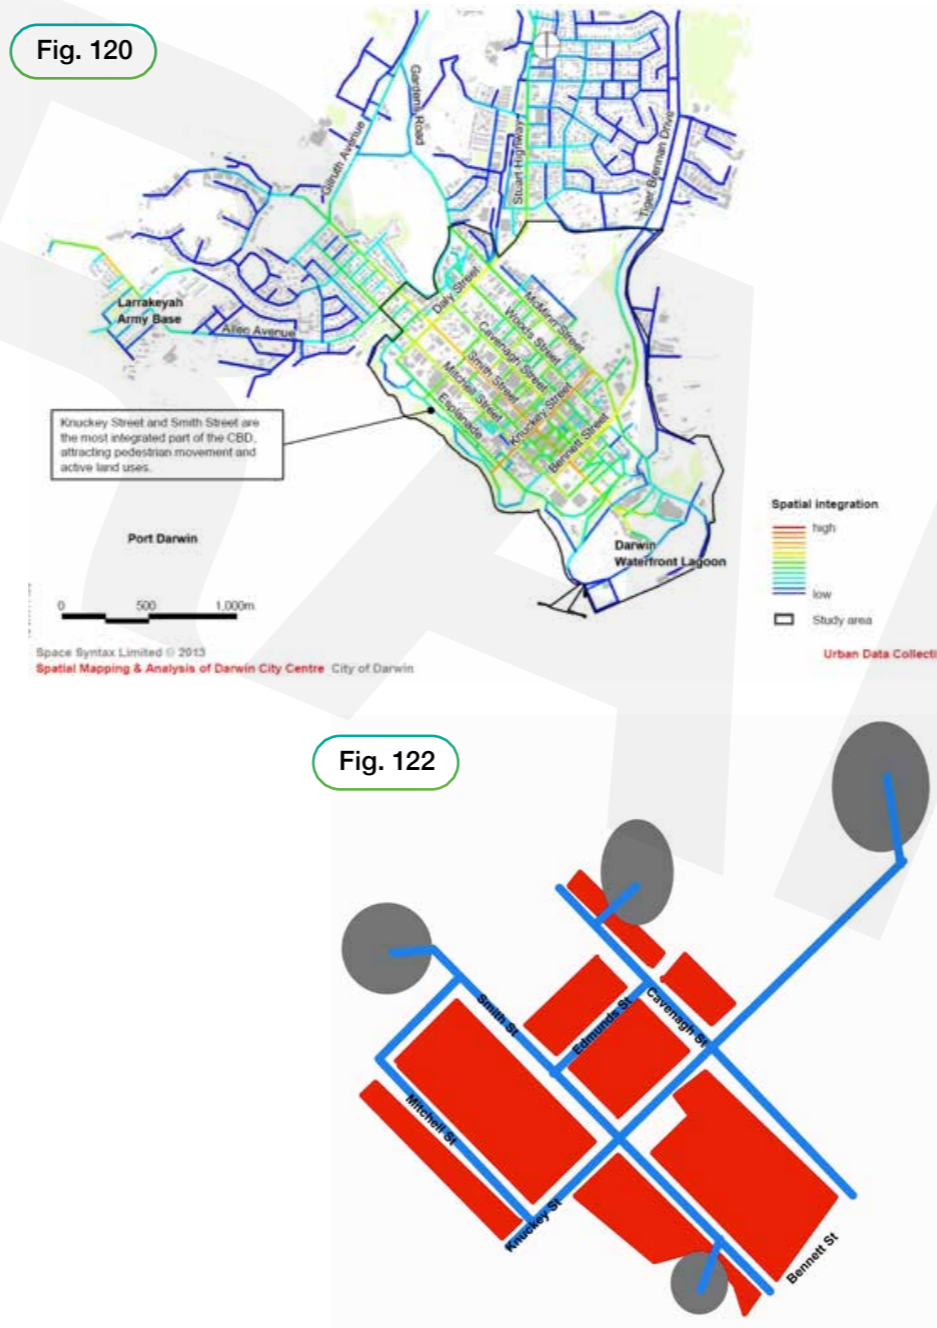 Fig. 120
Gardens Road
Gilruth Avenue
Stuart Highway
Tiger Brennan Drive
Larrakeyah
Army Base
Allen Avenue
Daly Street
McMinn Street
Woods Street
Cavenagh Street
Smith Street
Mitchell Street
Knuckey Street
Esplanade
Bennett Street
Knuckey Street and Smith Street are
the most integrated part of the CBD,
attracting pedestrian movement and
active land uses.
Port Darwin
Darwin
Waterfront Lagoon
Spatial integration
high
low
Study area
0 500 1,000m
Space Syntax Limited © 2013
Spatial Mapping & Analysis of Darwin City Centre City of Darwin
Urban Data Collecti
Fig. 122
Smith St
Edmunds St
Cavenagh St
Mitchell St
Knuckey St
Bennett St